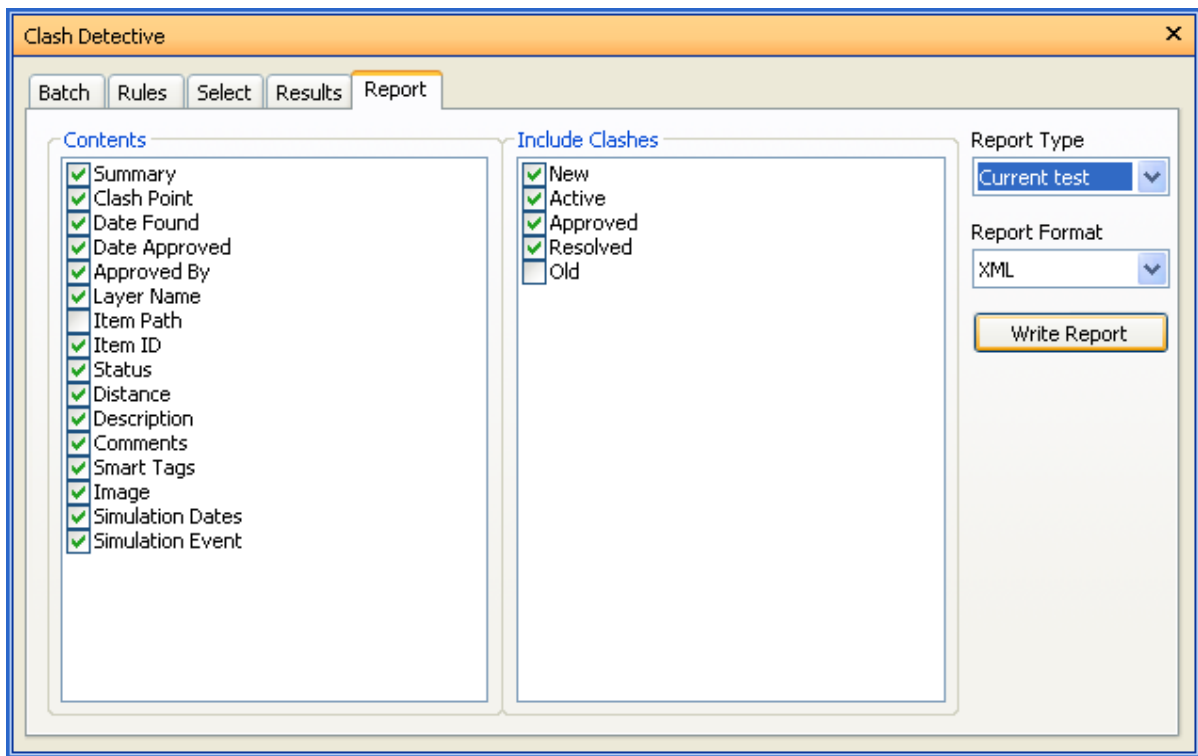 Clash Detective
Batch Rules Select Results Report
Contents
Summary
Clash Point
Date Found
Date Approved
Approved By
Layer Name
Item Path
Item ID
Status
Distance
Description
Comments
Smart Tags
Image
Simulation Dates
Simulation Event
Include Clashes
New
Active
Approved
Resolved
Old
Report Type
Current test
Report Format
XML
Write Report